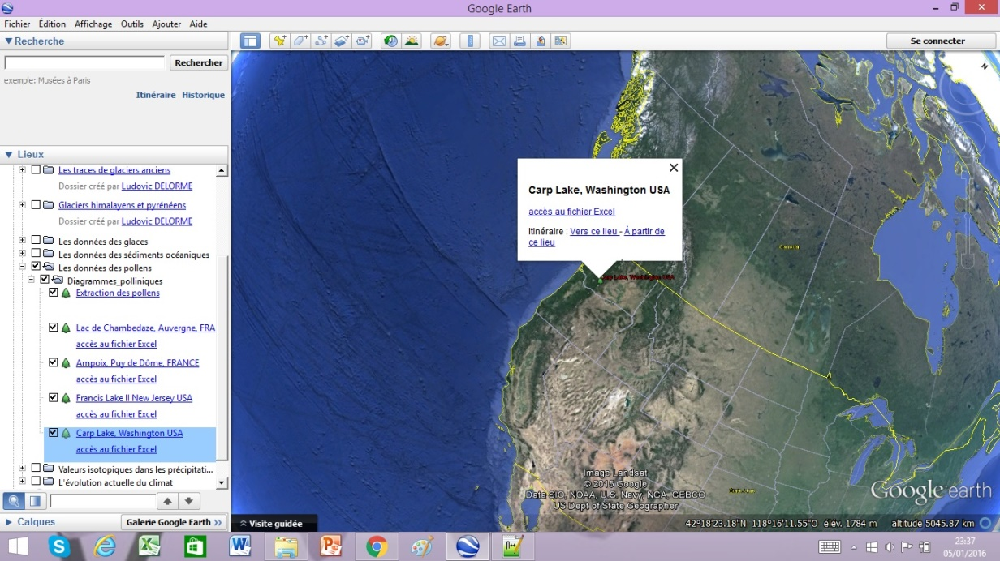 Google Earth
Fichier Édition Affichage Outils Ajouter Aide
Recherche
Se connecter
Rechercher
exemple: Musées à Paris
Itinéraire Historique
Lieux
Les traces de glaciers anciens
Dossier créé par Ludovic DELORME
Glaciers himalayens et pyrénéens
Dossier créé par Ludovic DELORME
Les données des glaces
Les données des sédiments océaniques
Les données des pollens
Diagrammes_polliniques
Extraction des pollens
Lac de Chambedaze, Auvergne, FRA
accès au fichier Excel
Ampoix, Puy de Dôme, FRANCE
accès au fichier Excel
Francis Lake II New Jersey USA
accès au fichier Excel
Carp Lake, Washington USA
accès au fichier Excel
Valeurs isotopiques dans les précipitati...
L'évolution actuelle du climat
Calques
Galerie Google Earth >>
N
Carp Lake, Washington USA
accès au fichier Excel
Itinéraire : Vers ce lieu - À partir de
ce lieu
Carp Lake, Washington USA
Canada
Image Landsat
© 2015 Google
Data SIO, NOAA, U.S. Navy, NGA, GEBCO
US Dept of State Geographer
Google earth
Visite guidée
42°18'23.18"N 118°16'11.55"O élév. 1784 m altitude 5045.87 km
23:37
05/01/2016